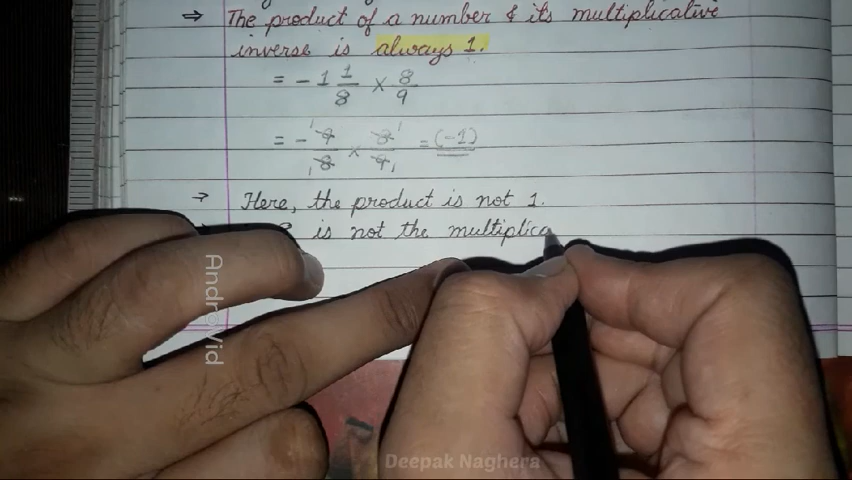 ⇒ The product of a number & its multiplicative
inverse is always 1.
= -1 1/8 × 8/9
= - 9/8 × 8/9 = (-1)
→ Here, the product is not 1.
is not the multiplica
AndroVid
Deepak Naghera